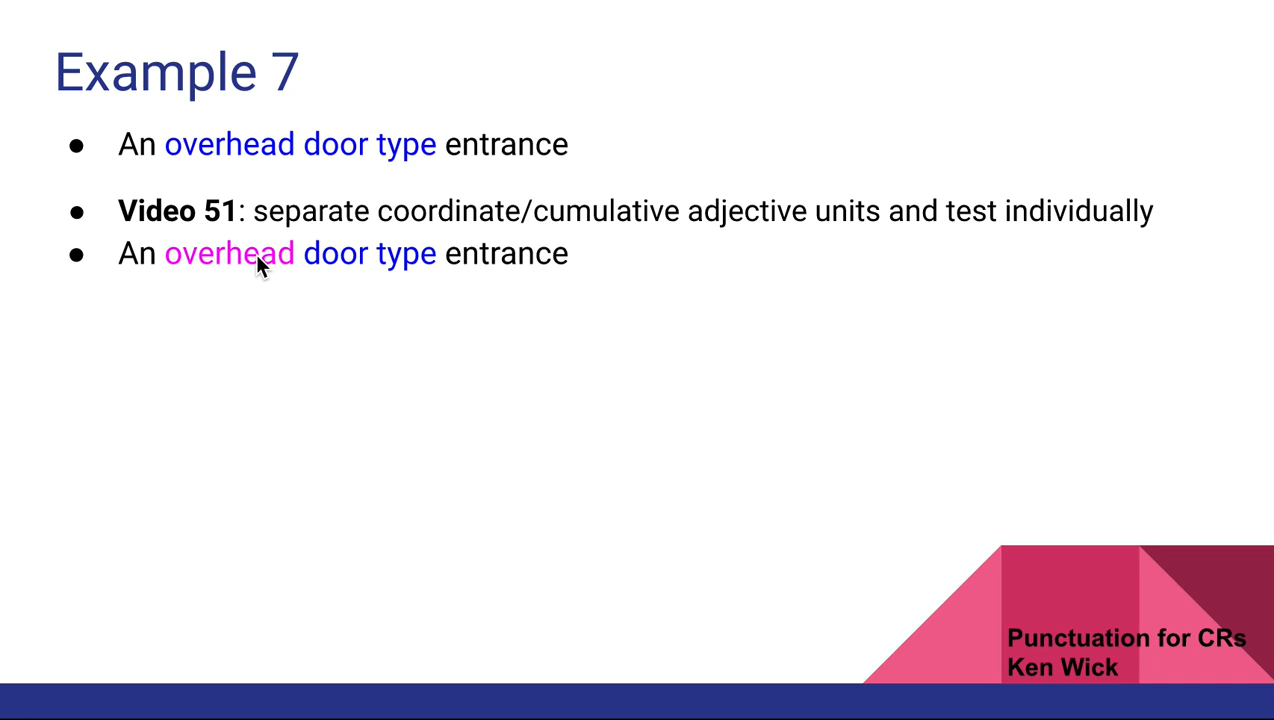 Example 7
● An overhead door type entrance
● Video 51: separate coordinate/cumulative adjective units and test individually
● An overhead door type entrance
Punctuation for CRs
Ken Wick